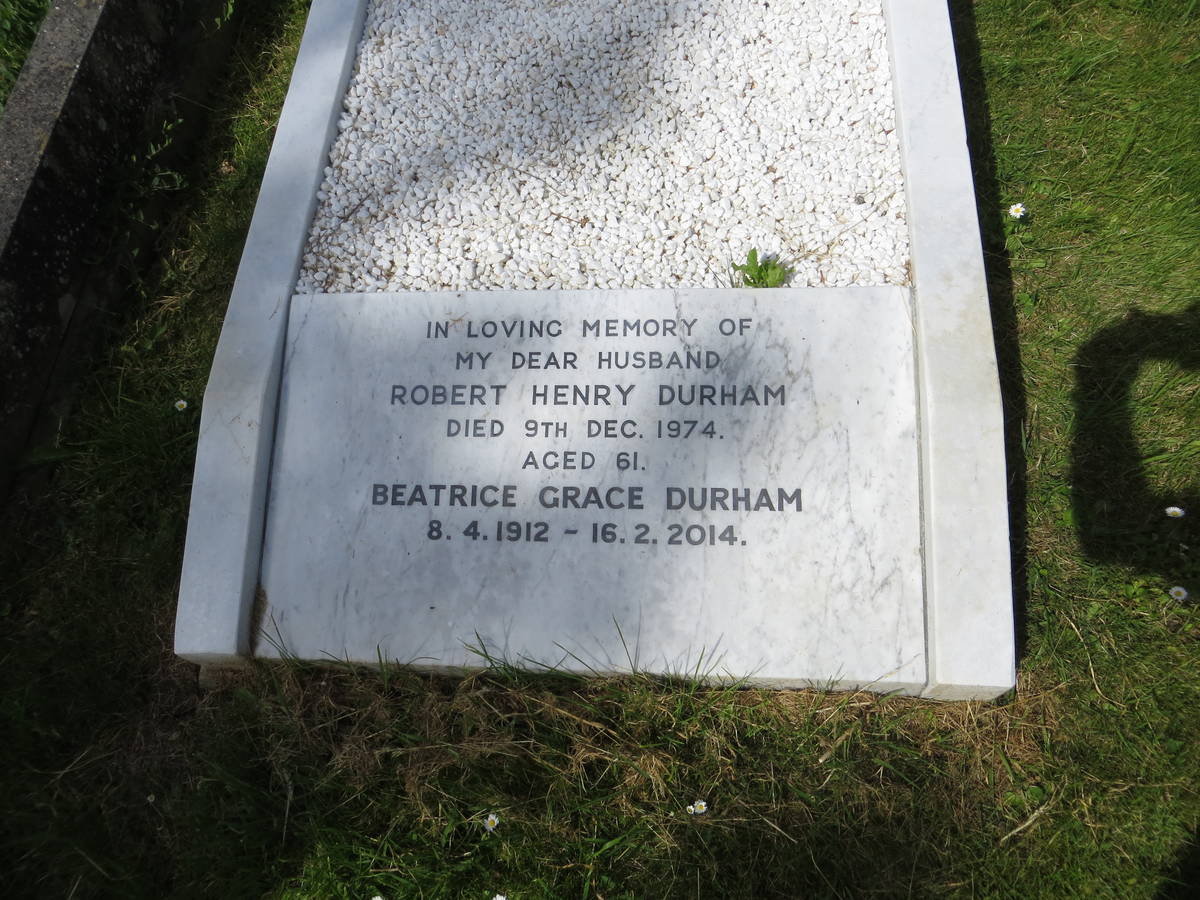 IN LOVING MEMORY OF
MY DEAR HUSBAND
ROBERT HENRY DURHAM
DIED 9TH DEC. 1974.
AGED 61.
BEATRICE GRACE DURHAM
8.4.1912 - 16.2.2014.